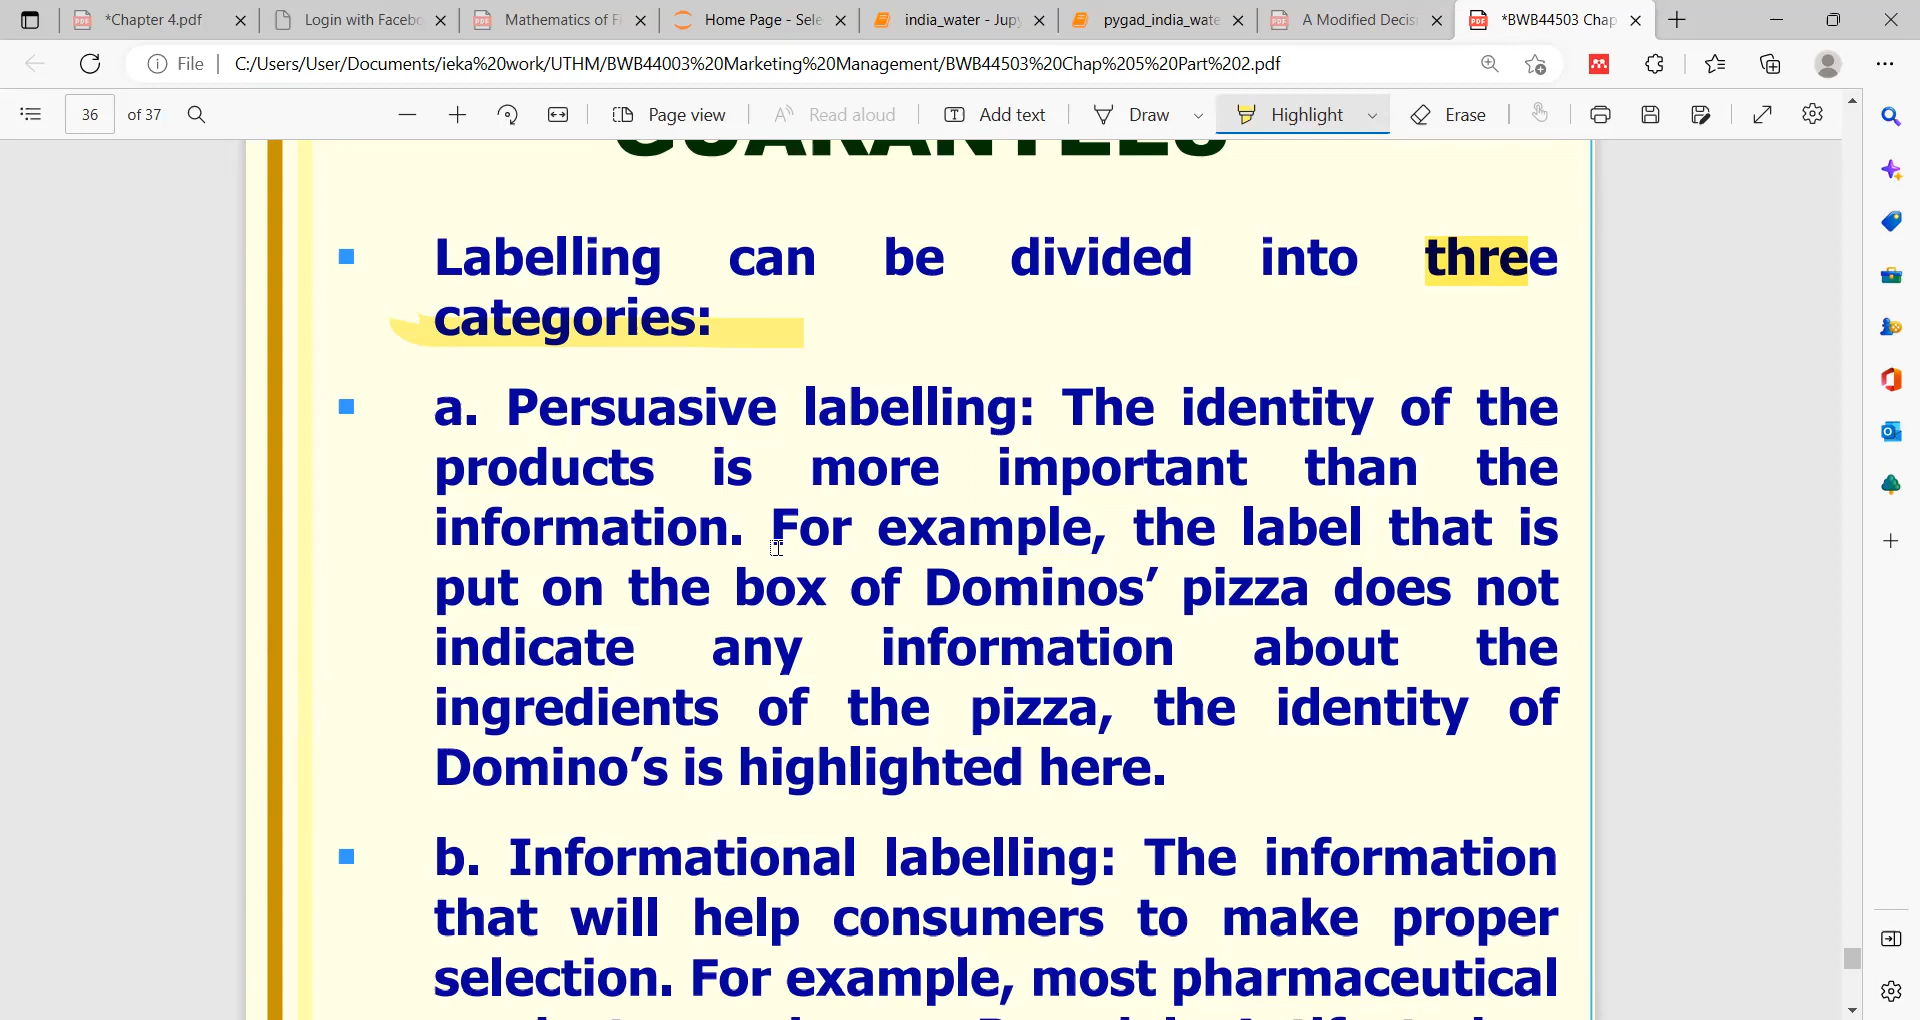 *Chapter 4.pdf
Login with Facebo
Mathematics of Fi
Home Page - Sele
india_water - Jupy
pygad_india_wate
A Modified Decis
*BWB44503 Chap
File
C:/Users/User/Documents/ieka%20work/UTHM/BWB44003%20Marketing%20Management/BWB44503%20Chap%205%20Part%202.pdf
36 of 37
Page view
Read aloud
Add text
Draw
Highlight
Erase
GUARANTEES
Labelling can be divided into three
categories:
a. Persuasive labelling: The identity of the
products is more important than the
information. For example, the label that is
put on the box of Dominos’ pizza does not
indicate any information about the
ingredients of the pizza, the identity of
Domino’s is highlighted here.
b. Informational labelling: The information
that will help consumers to make proper
selection. For example, most pharmaceutical